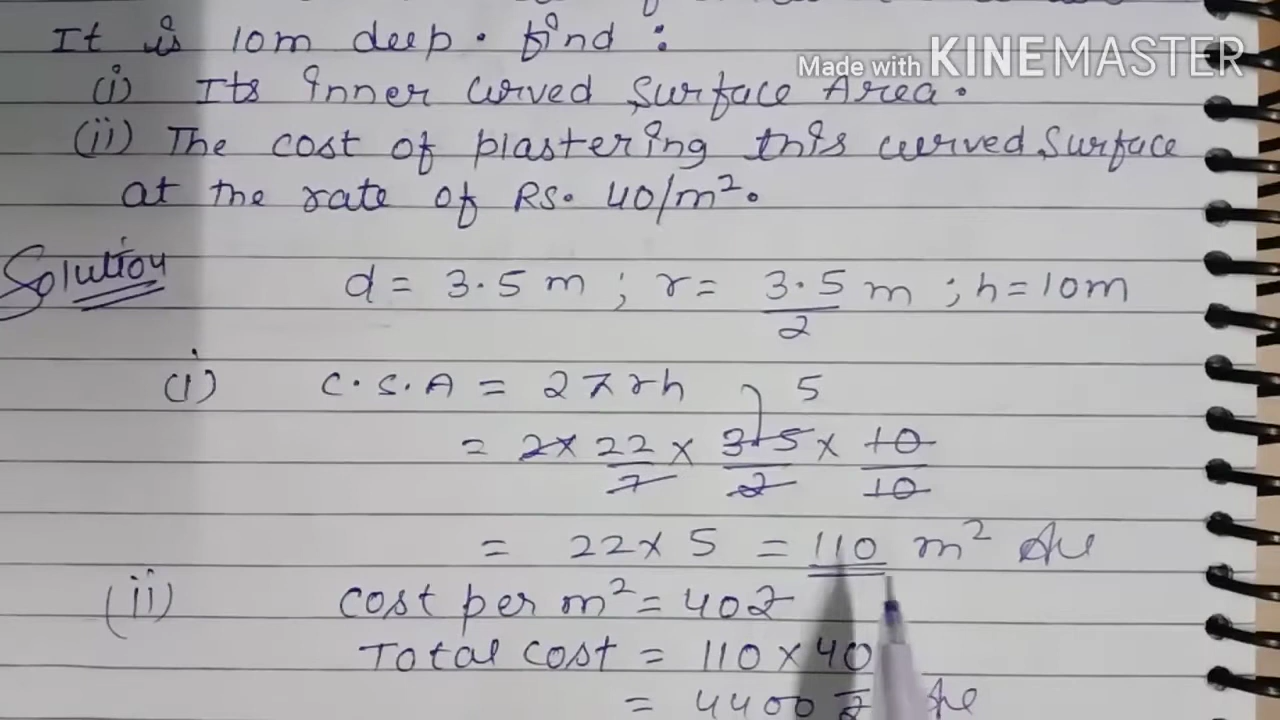 It is 10m deep. find :
Made with KINEMASTER
(i) Its inner curved Surface Area.
(ii) The cost of plastering this curved Surface
at the rate of RS. 40/m².
Solution
d = 3.5 m ; r = 3.5/2 m ; h = 10m
(i) C.S.A = 2πrh 5
= 2 × 22/7 × 35/2 × 10/10
= 22 × 5 = 110 m² Ans
(ii) cost per m² = 40₹
Total cost = 110 × 40
= 4400₹ Ans